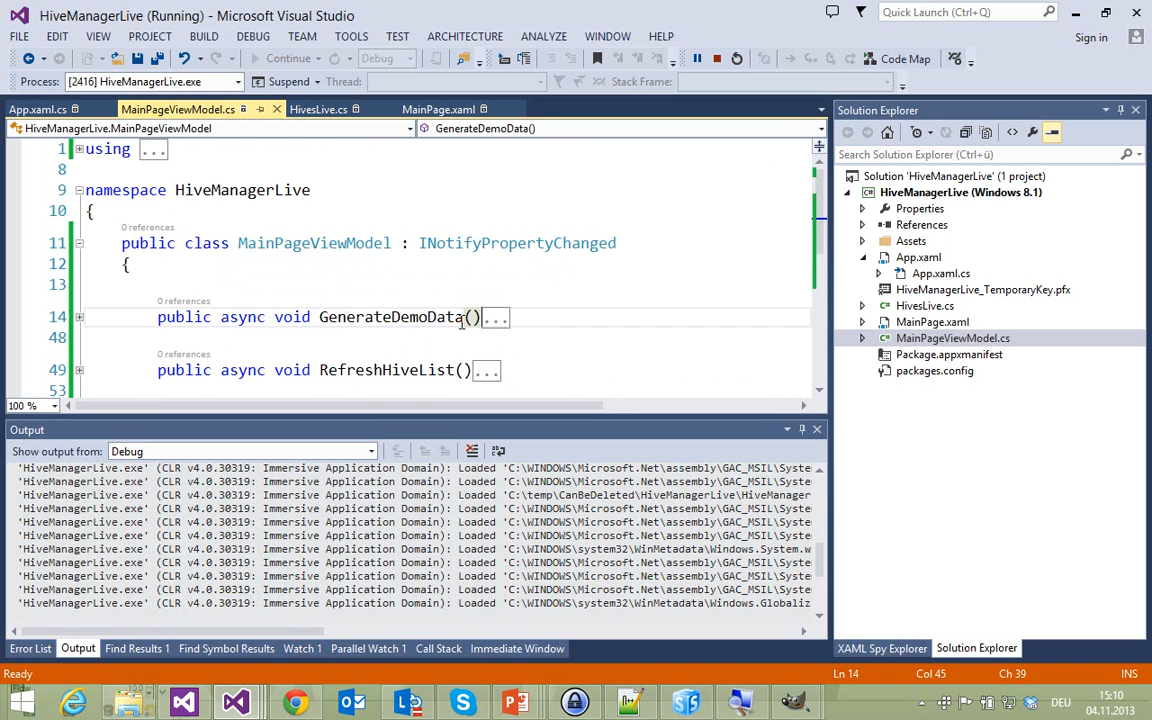 HiveManagerLive (Running) - Microsoft Visual Studio
Quick Launch (Ctrl+Q)
FILE EDIT VIEW PROJECT BUILD DEBUG TEAM TOOLS TEST ARCHITECTURE ANALYZE WINDOW HELP
Sign in
Continue Debug Code Map
Process: [2416] HiveManagerLive.exe Suspend Thread: Stack Frame:
App.xaml.cs MainPageViewModel.cs HivesLive.cs MainPage.xaml
HiveManagerLive.MainPageViewModel GenerateDemoData()
1 using ...
8
9 namespace HiveManagerLive
10 {
0 references
11 public class MainPageViewModel : INotifyPropertyChanged
12 {
13
0 references
14 public async void GenerateDemoData()...
48
0 references
49 public async void RefreshHiveList()...
53
100 %
Output
Show output from: Debug
'HiveManagerLive.exe' (CLR v4.0.30319: Immersive Application Domain): Loaded 'C:\WINDOWS\Microsoft.Net\assembly\GAC_MSIL\System
'HiveManagerLive.exe' (CLR v4.0.30319: Immersive Application Domain): Loaded 'C:\WINDOWS\Microsoft.Net\assembly\GAC_MSIL\System
'HiveManagerLive.exe' (CLR v4.0.30319: Immersive Application Domain): Loaded 'C:\temp\CanBeDeleted\HiveManagerLive\HiveManager
'HiveManagerLive.exe' (CLR v4.0.30319: Immersive Application Domain): Loaded 'C:\WINDOWS\Microsoft.Net\assembly\GAC_MSIL\System
'HiveManagerLive.exe' (CLR v4.0.30319: Immersive Application Domain): Loaded 'C:\WINDOWS\Microsoft.Net\assembly\GAC_MSIL\System
'HiveManagerLive.exe' (CLR v4.0.30319: Immersive Application Domain): Loaded 'C:\WINDOWS\Microsoft.Net\assembly\GAC_MSIL\System
'HiveManagerLive.exe' (CLR v4.0.30319: Immersive Application Domain): Loaded 'C:\WINDOWS\system32\WinMetadata\Windows.System.w
'HiveManagerLive.exe' (CLR v4.0.30319: Immersive Application Domain): Loaded 'C:\WINDOWS\Microsoft.Net\assembly\GAC_MSIL\System
'HiveManagerLive.exe' (CLR v4.0.30319: Immersive Application Domain): Loaded 'C:\WINDOWS\Microsoft.Net\assembly\GAC_MSIL\System
'HiveManagerLive.exe' (CLR v4.0.30319: Immersive Application Domain): Loaded 'C:\WINDOWS\Microsoft.Net\assembly\GAC_MSIL\System
'HiveManagerLive.exe' (CLR v4.0.30319: Immersive Application Domain): Loaded 'C:\WINDOWS\system32\WinMetadata\Windows.Globaliz
Error List Output Find Results 1 Find Symbol Results Watch 1 Parallel Watch 1 Call Stack Immediate Window
Solution Explorer
Search Solution Explorer (Ctrl+ü)
Solution 'HiveManagerLive' (1 project)
HiveManagerLive (Windows 8.1)
Properties
References
Assets
App.xaml
App.xaml.cs
HiveManagerLive_TemporaryKey.pfx
HivesLive.cs
MainPage.xaml
MainPageViewModel.cs
Package.appxmanifest
packages.config
XAML Spy Explorer Solution Explorer
Ready Ln 14 Col 45 Ch 39 INS
DEU
15:10
04.11.2013